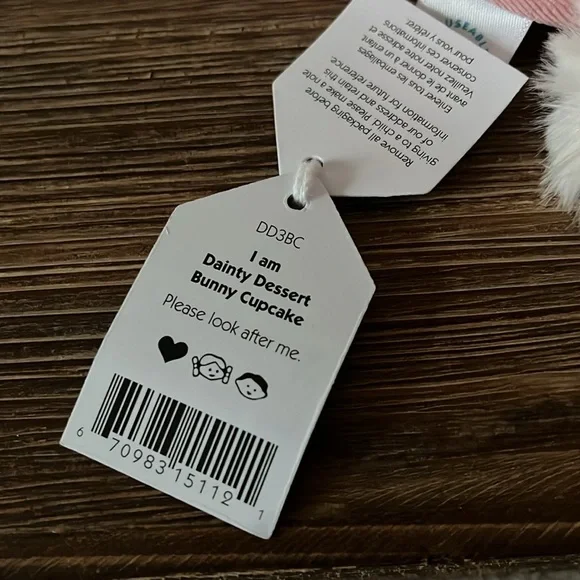 DD3BC
I am
Dainty Dessert
Bunny Cupcake
Please look after me.
6 70983 15112 1
Remove all packaging before
giving to a child. Please make a note
of our address and retain this
information for future reference.
Enlever tous les emballages
avant de le donner à un enfant.
Veuillez noter notre adresse et
conserver ces informations
pour vous y référer.